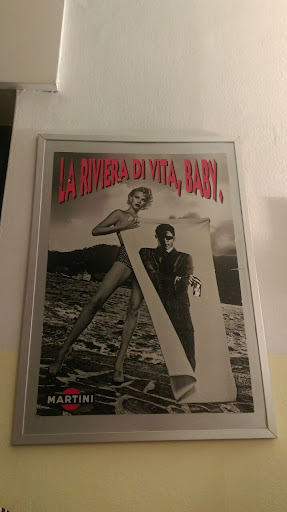 LA RIVIERA DI VITA, BABY.
MARTINI